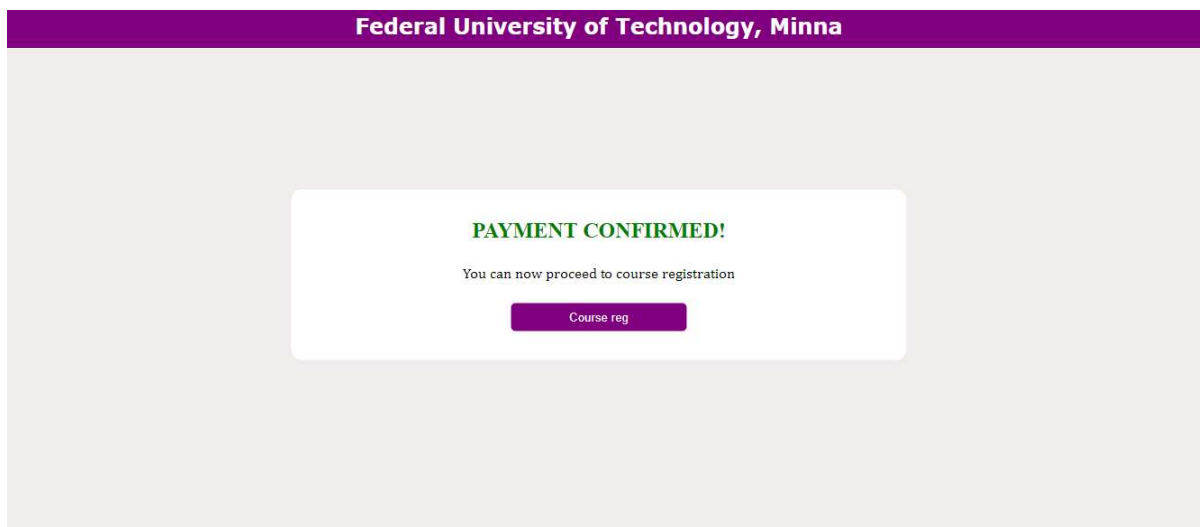 Federal University of Technology, Minna
PAYMENT CONFIRMED!
You can now proceed to course registration
Course reg